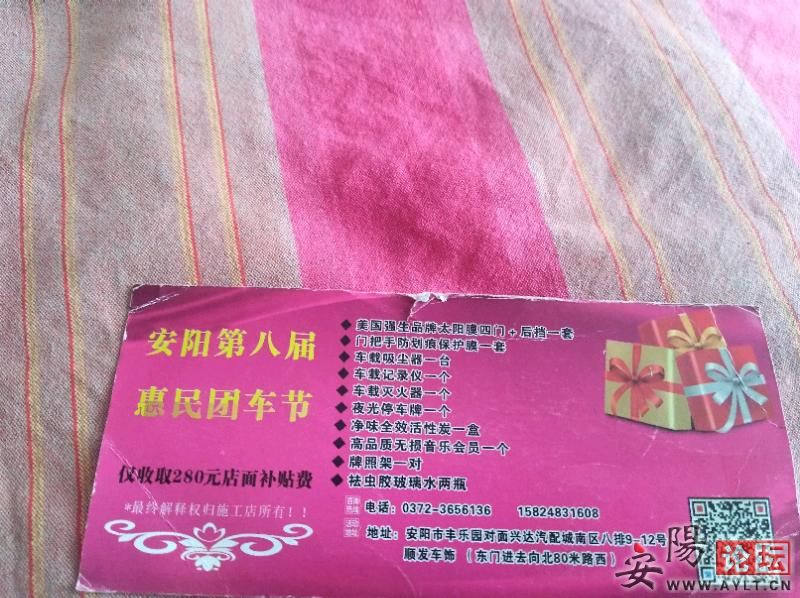 安阳第八届
惠民团车节
仅收取280元店面补贴费
*最终解释权归施工店所有！！
◆美国强生品牌太阳膜四门+后挡一套
◆门把手防划痕保护膜一套
◆车载吸尘器一台
◆车载记录仪一个
◆车载灭火器一个
◆夜光停车牌一个
◆净味全效活性炭一盒
◆高品质无损音乐会员一个
◆牌照架一对
◆祛虫胶玻璃水两瓶
电话：0372-3656136 15824831608
地址：安阳市丰乐园对面兴达汽配城南区八排9-12号
顺发车饰（东门进去向北80米路西）
安陽论坛
WWW.AYLT.CN